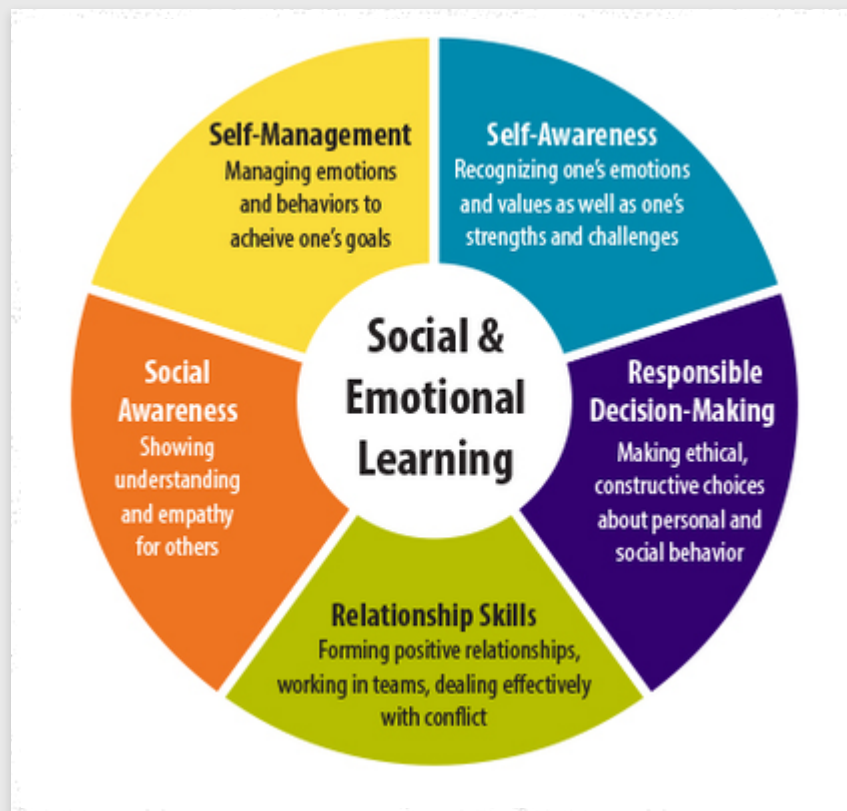 Self-Management
Managing emotions
and behaviors to
acheive one's goals
Self-Awareness
Recognizing one's emotions
and values as well as one's
strengths and challenges
Social &
Emotional
Learning
Social
Awareness
Showing
understanding
and empathy
for others
Responsible
Decision-Making
Making ethical,
constructive choices
about personal and
social behavior
Relationship Skills
Forming positive relationships,
working in teams, dealing effectively
with conflict